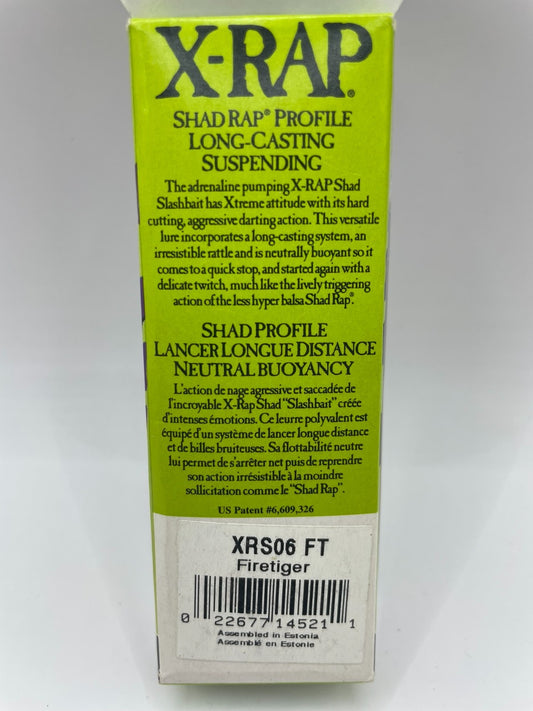 X-RAP®
SHAD RAP® PROFILE
LONG-CASTING
SUSPENDING
The adrenaline pumping X-RAP Shad
Slashbait has Xtreme attitude with its hard
cutting, aggressive darting action. This versatile
lure incorporates a long-casting system, an
irresistible rattle and is neutrally buoyant so it
comes to a quick stop, and started again with a
delicate twitch, much like the lively triggering
action of the less hyper balsa Shad Rap®.
SHAD PROFILE
LANCER LONGUE DISTANCE
NEUTRAL BUOYANCY
L'action de nage agressive et saccadée de
l'incroyable X-Rap Shad "Slashbait" créée
d'intenses émotions. Ce leurre polyvalent est
équipé d'un système de lancer longue distance
et de billes bruiteuses. Sa flottabilité neutre
lui permet de s'arrêter net puis de reprendre
son action irrésistible à la moindre
sollicitation comme le "Shad Rap".
US Patent #6,609,326
XRS06 FT
Firetiger
0 22677 14521 1
Assembled in Estonia
Assemblé en Estonie